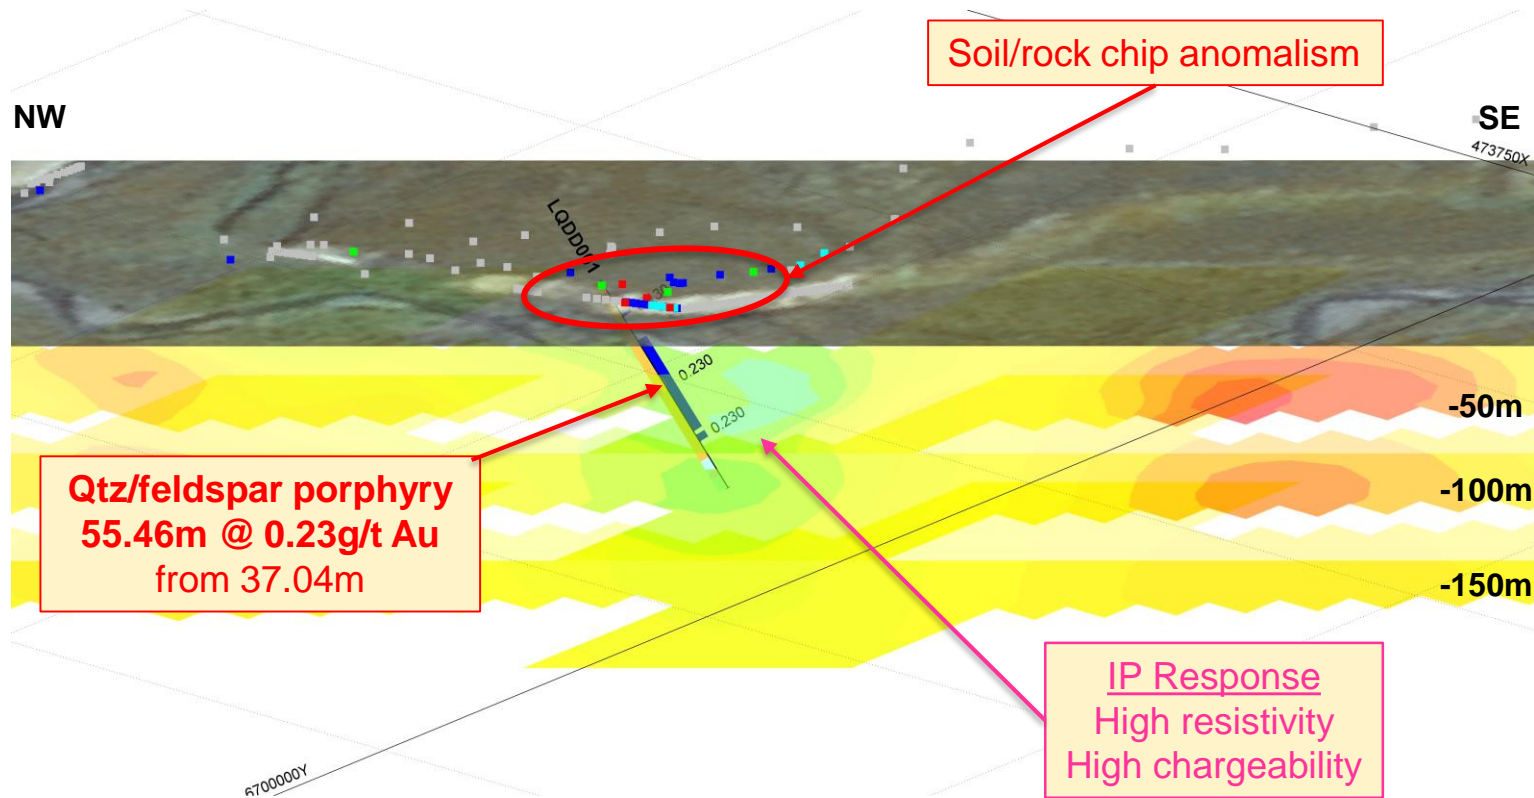 Soil/rock chip anomalism
NW
SE
473750X
LQDD001
0.230
0.230
-50m
Qtz/feldspar porphyry
55.46m @ 0.23g/t Au
from 37.04m
-100m
-150m
IP Response
High resistivity
High chargeability
6700000Y